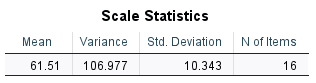 Scale Statistics
Mean Variance Std. Deviation N of Items
61.51 106.977 10.343 16